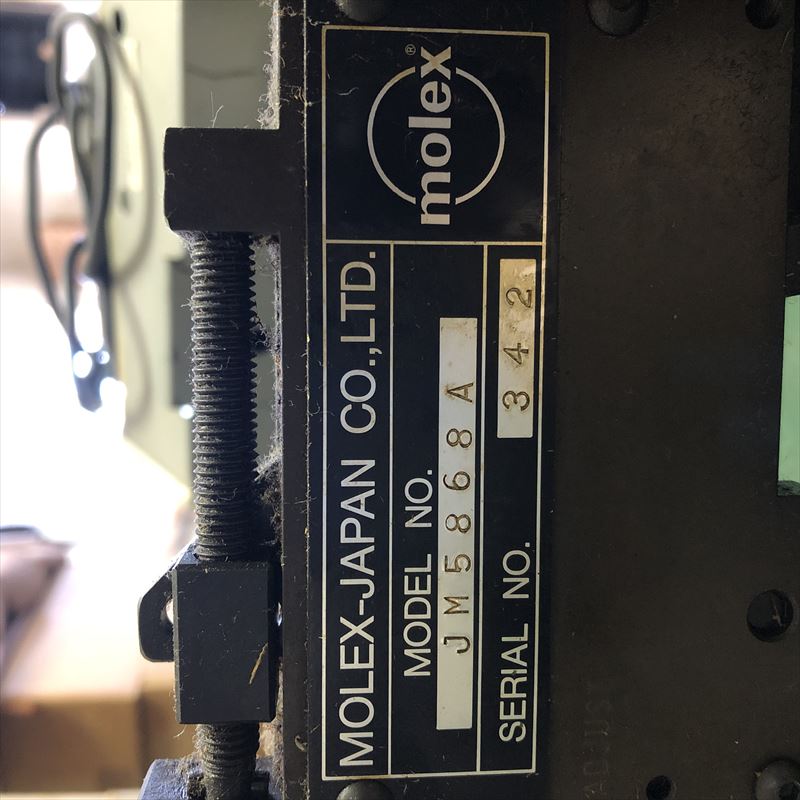 molex®
MOLEX-JAPAN CO.,LTD.
MODEL NO.
JM5868A
SERIAL NO. 342